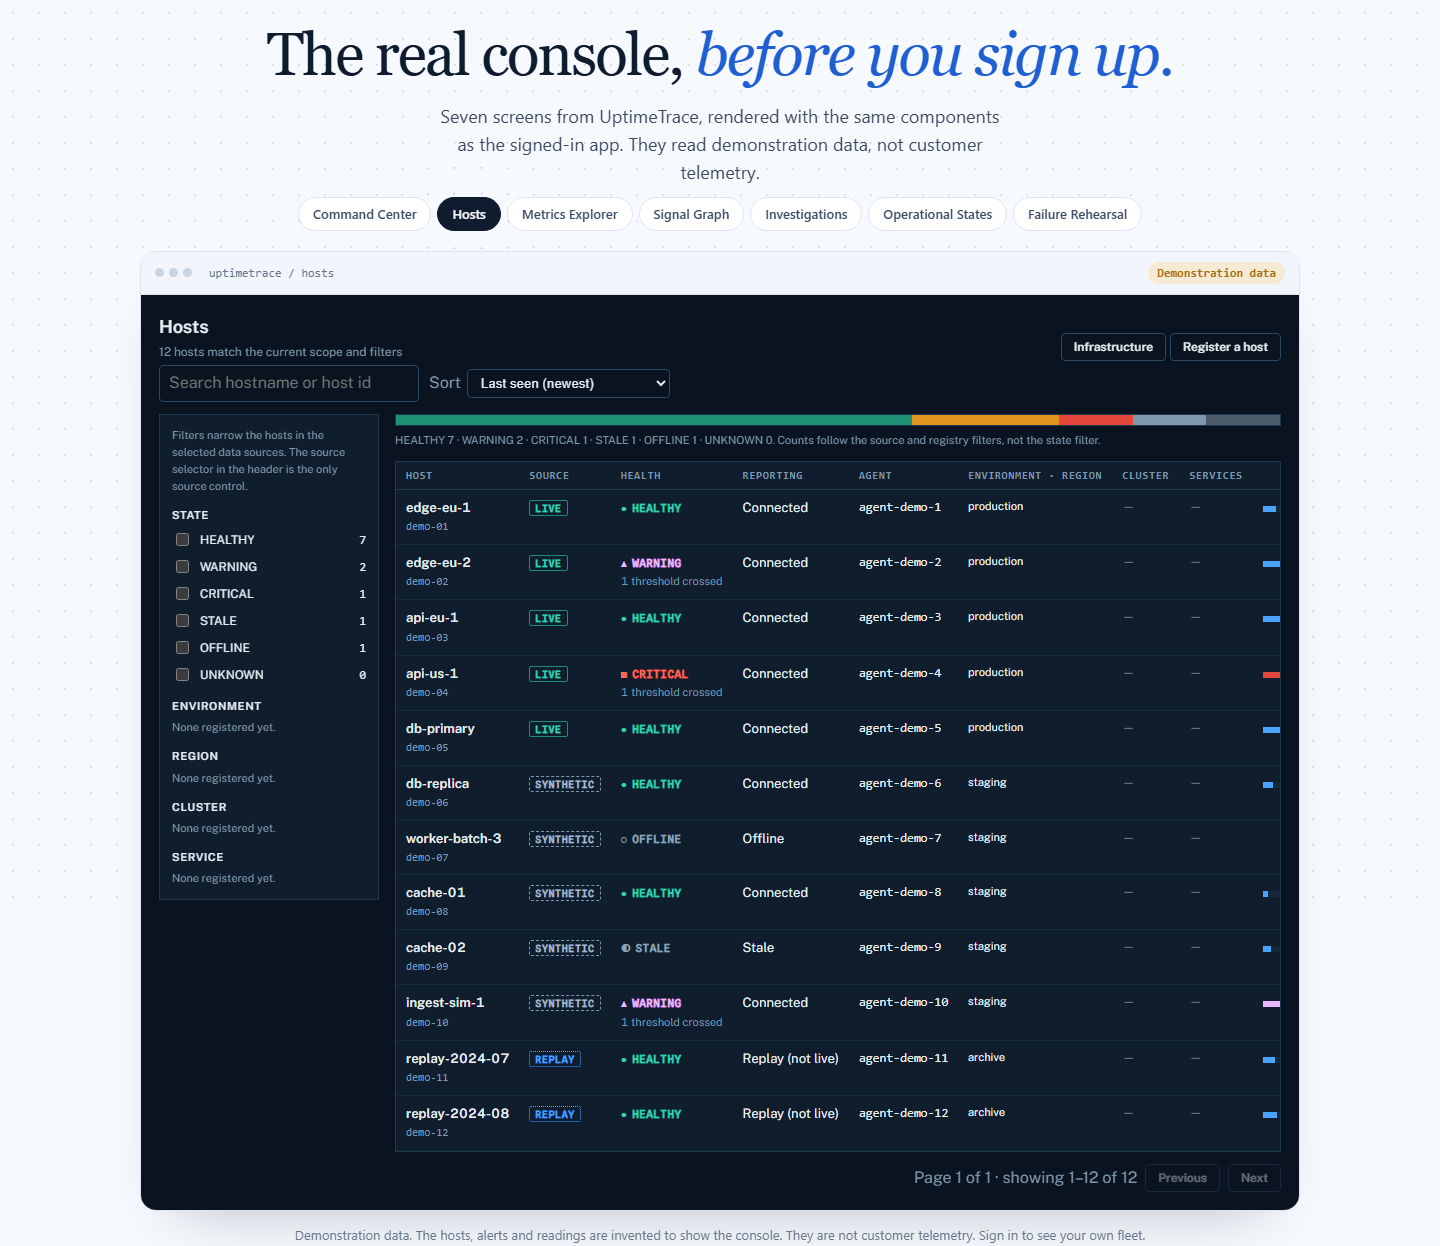 The real console, before you sign up.
Seven screens from UptimeTrace, rendered with the same components
as the signed-in app. They read demonstration data, not customer
telemetry.
Command Center Hosts Metrics Explorer Signal Graph Investigations Operational States Failure Rehearsal
uptimetrace / hosts Demonstration data
Hosts
12 hosts match the current scope and filters
Infrastructure Register a host
Search hostname or host id Sort Last seen (newest)
Filters narrow the hosts in the
selected data sources. The source
selector in the header is the only
source control.
STATE
HEALTHY 7
WARNING 2
CRITICAL 1
STALE 1
OFFLINE 1
UNKNOWN 0
ENVIRONMENT
None registered yet.
REGION
None registered yet.
CLUSTER
None registered yet.
SERVICE
None registered yet.
HEALTHY 7 · WARNING 2 · CRITICAL 1 · STALE 1 · OFFLINE 1 · UNKNOWN 0. Counts follow the source and registry filters, not the state filter.
HOST SOURCE HEALTH REPORTING AGENT ENVIRONMENT · REGION CLUSTER SERVICES
edge-eu-1 LIVE ● HEALTHY Connected agent-demo-1 production — —
demo-01
edge-eu-2 LIVE ▲ WARNING Connected agent-demo-2 production — —
demo-02 1 threshold crossed
api-eu-1 LIVE ● HEALTHY Connected agent-demo-3 production — —
demo-03
api-us-1 LIVE ■ CRITICAL Connected agent-demo-4 production — —
demo-04 1 threshold crossed
db-primary LIVE ● HEALTHY Connected agent-demo-5 production — —
demo-05
db-replica SYNTHETIC ● HEALTHY Connected agent-demo-6 staging — —
demo-06
worker-batch-3 SYNTHETIC ○ OFFLINE Offline agent-demo-7 staging — —
demo-07
cache-01 SYNTHETIC ● HEALTHY Connected agent-demo-8 staging — —
demo-08
cache-02 SYNTHETIC ◐ STALE Stale agent-demo-9 staging — —
demo-09
ingest-sim-1 SYNTHETIC ▲ WARNING Connected agent-demo-10 staging — —
demo-10 1 threshold crossed
replay-2024-07 REPLAY ● HEALTHY Replay (not live) agent-demo-11 archive — —
demo-11
replay-2024-08 REPLAY ● HEALTHY Replay (not live) agent-demo-12 archive — —
demo-12
Page 1 of 1 · showing 1–12 of 12 Previous Next
Demonstration data. The hosts, alerts and readings are invented to show the console. They are not customer telemetry. Sign in to see your own fleet.